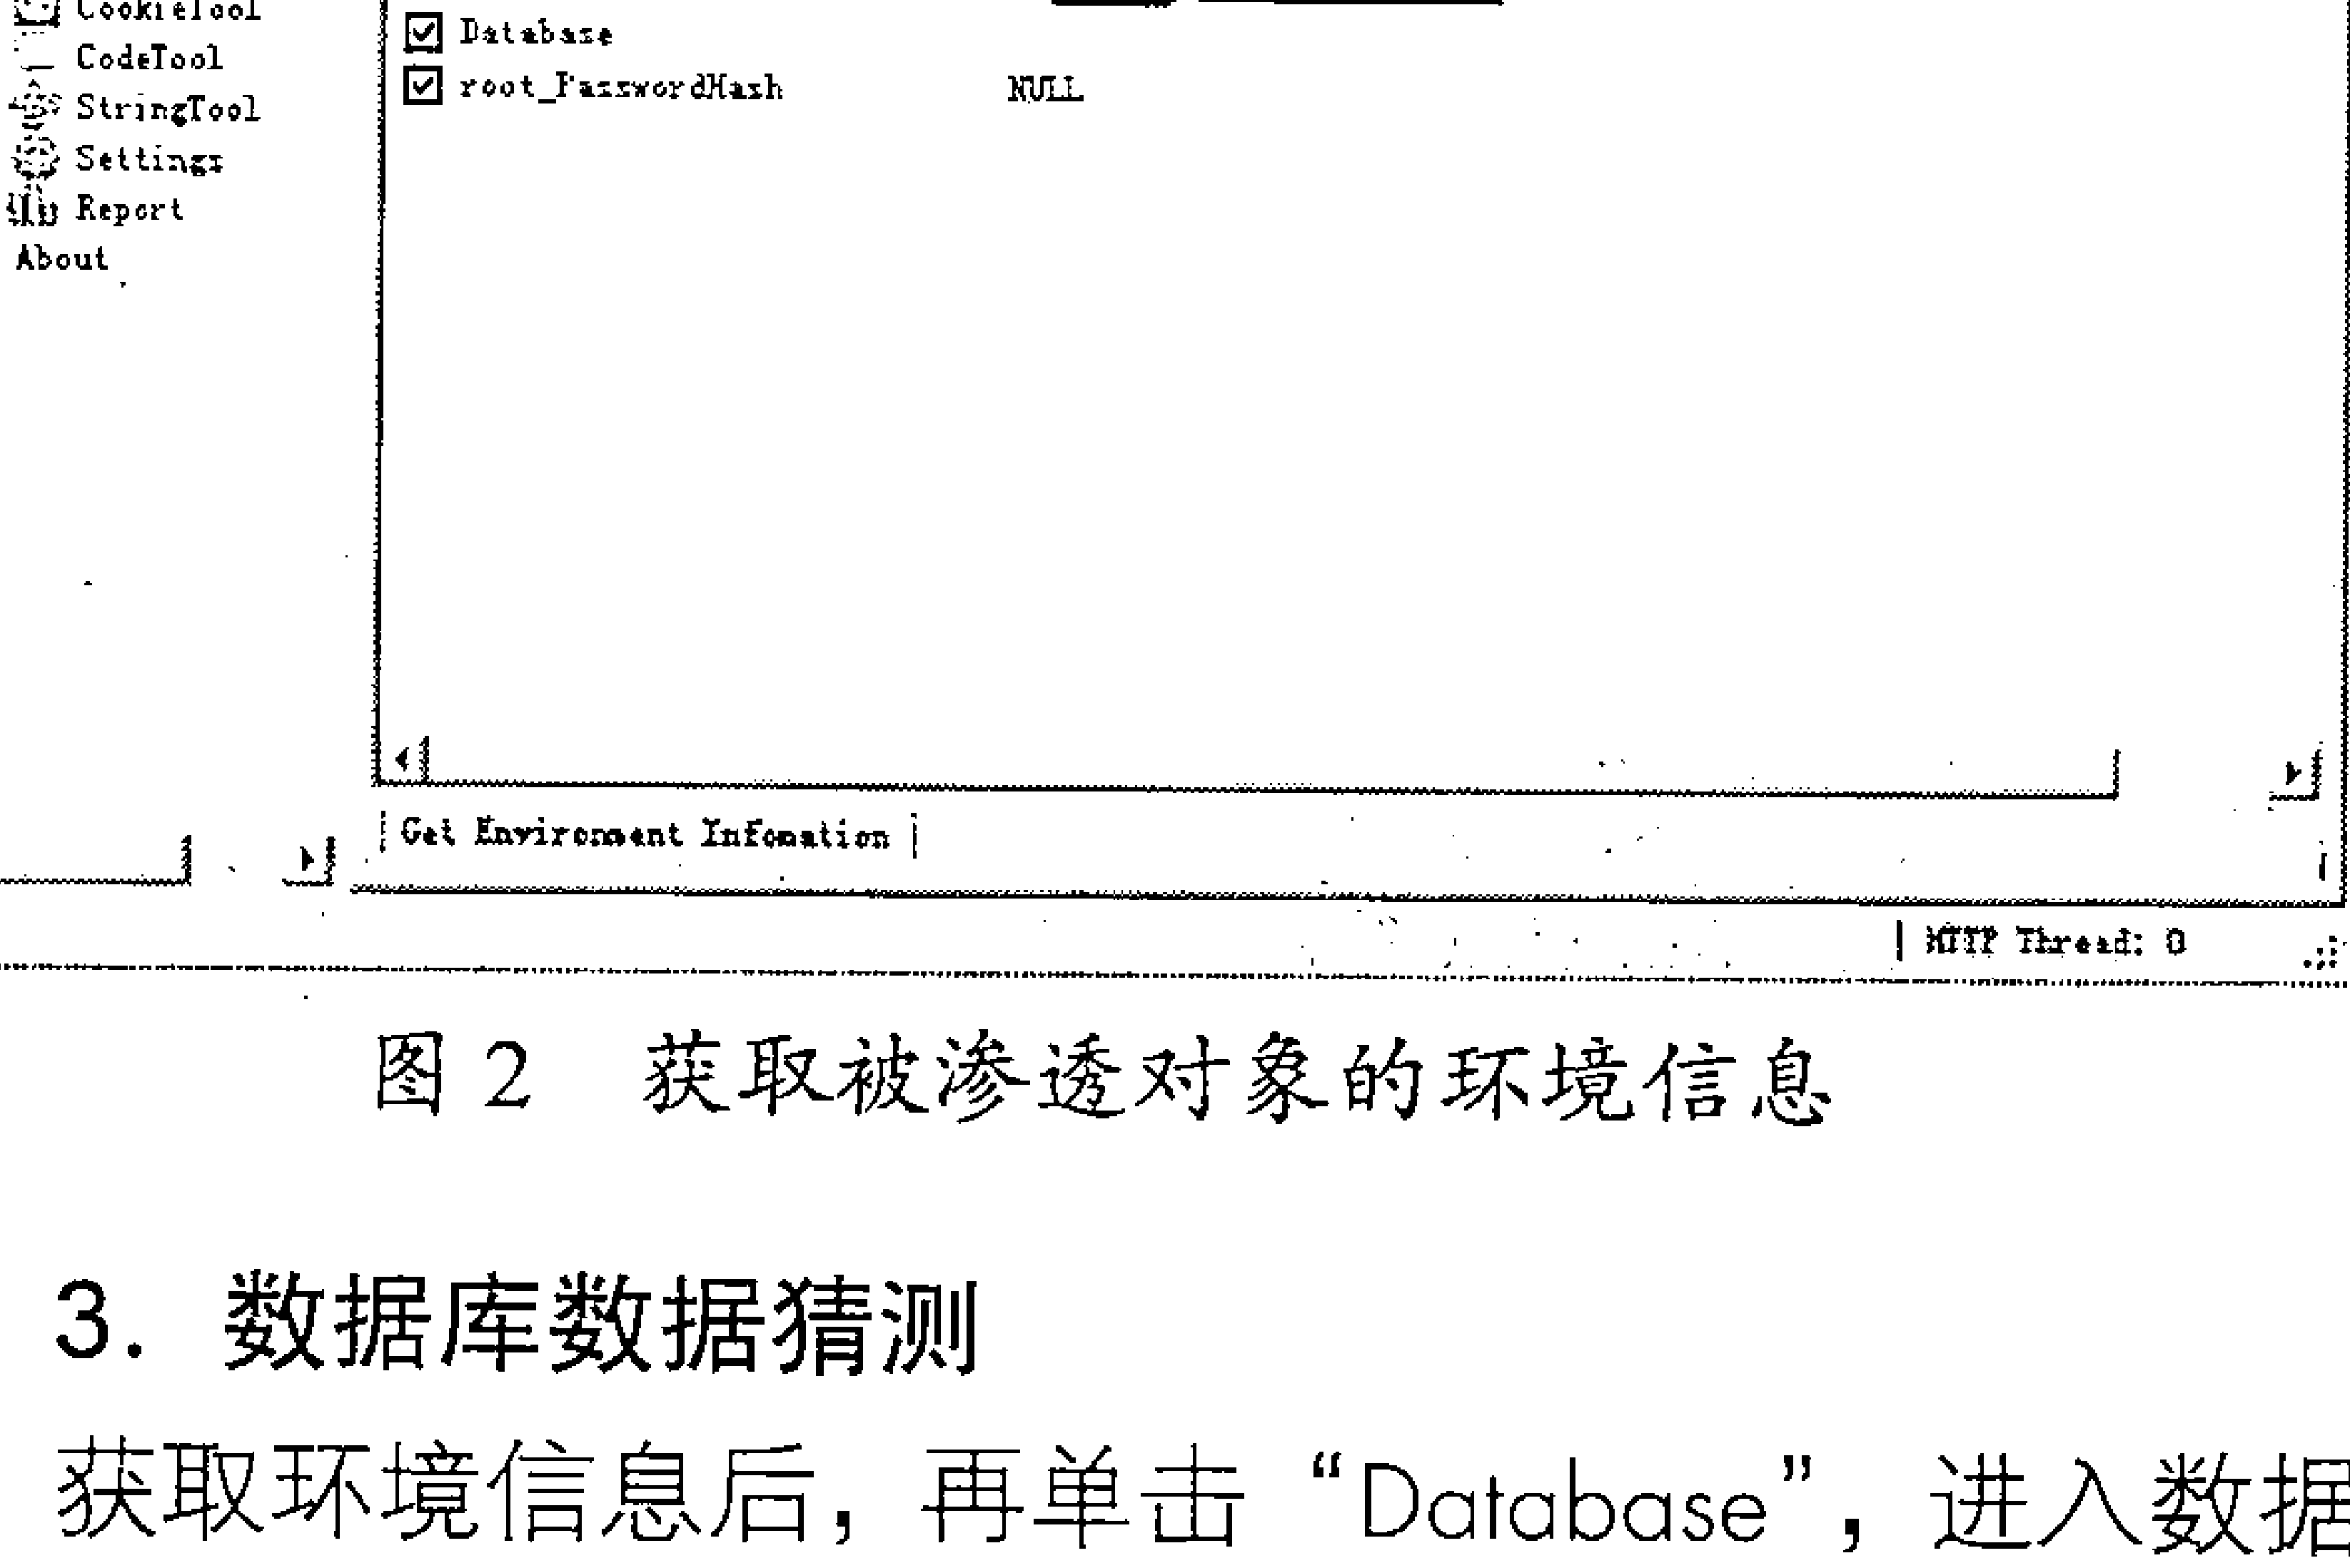 CookieTool
Database
CodeTool
root_PasswordHash NULL
StringTool
Settings
Report
About
Get Environment Infomation
HTTP Thread: 0
图2 获取被渗透对象的环境信息
3. 数据库数据猜测
获取环境信息后，再单击“Database”，进入数据